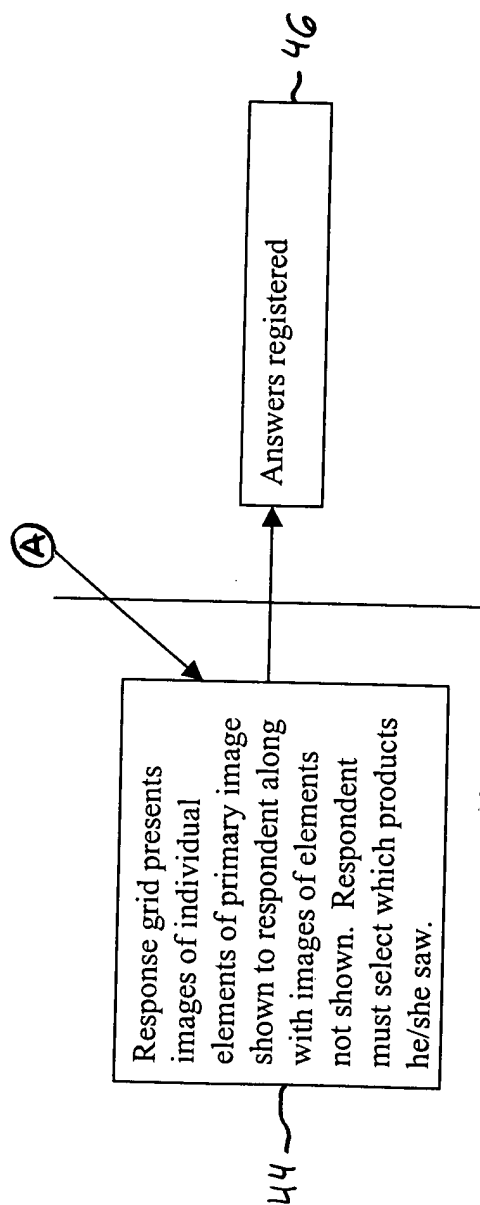 A
Response grid presents
images of individual
elements of primary image
shown to respondent along
with images of elements
not shown. Respondent
must select which products
he/she saw.
44
Answers registered
46